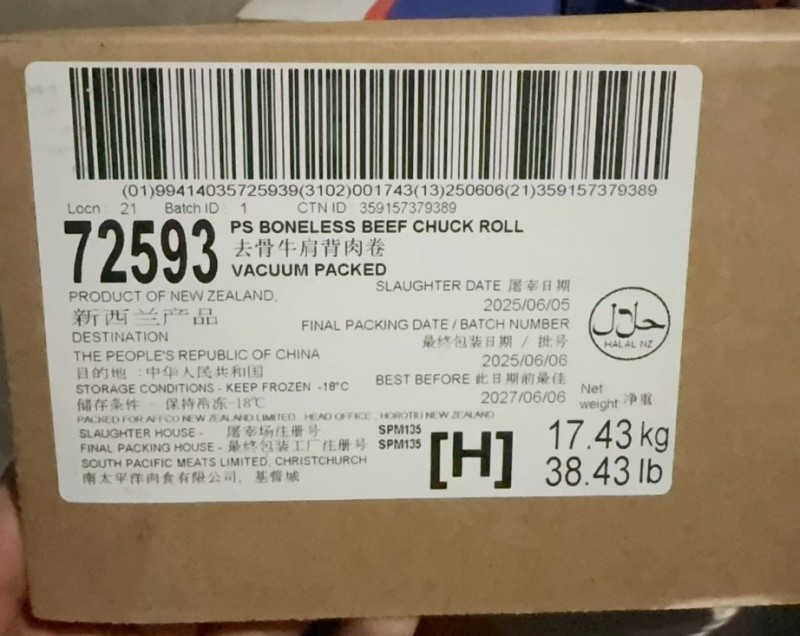 (01)99414035725939(3102)001743(13)250606(21)359157379389
Locn 21 Batch ID 1 CTN ID 359157379389
72593
PS BONELESS BEEF CHUCK ROLL
去骨牛肩背肉卷
VACUUM PACKED
PRODUCT OF NEW ZEALAND.
新西兰产品
DESTINATION
THE PEOPLE'S REPUBLIC OF CHINA
目的地 :中华人民共和国
STORAGE CONDITIONS - KEEP FROZEN -18°C
储存条件 - 保持冷冻-18°C
SLAUGHTER DATE 屠宰日期
2025/06/05
FINAL PACKING DATE / BATCH NUMBER
最终包装日期 / 批号
2025/06/06
BEST BEFORE 此日期前最佳
2027/06/06
حلال
HALAL NZ
PACKED FOR AFFCO NEW ZEALAND LIMITED HEAD OFFICE, HOROTIU NEW ZEALAND
SLAUGHTER HOUSE - 屠宰场注册号 SPM135
FINAL PACKING HOUSE - 最终包装工厂注册号 SPM135
SOUTH PACIFIC MEATS LIMITED, CHRISTCHURCH
南太平洋肉食有限公司, 基督城
[H]
Net weight 净重
17.43 kg
38.43 lb